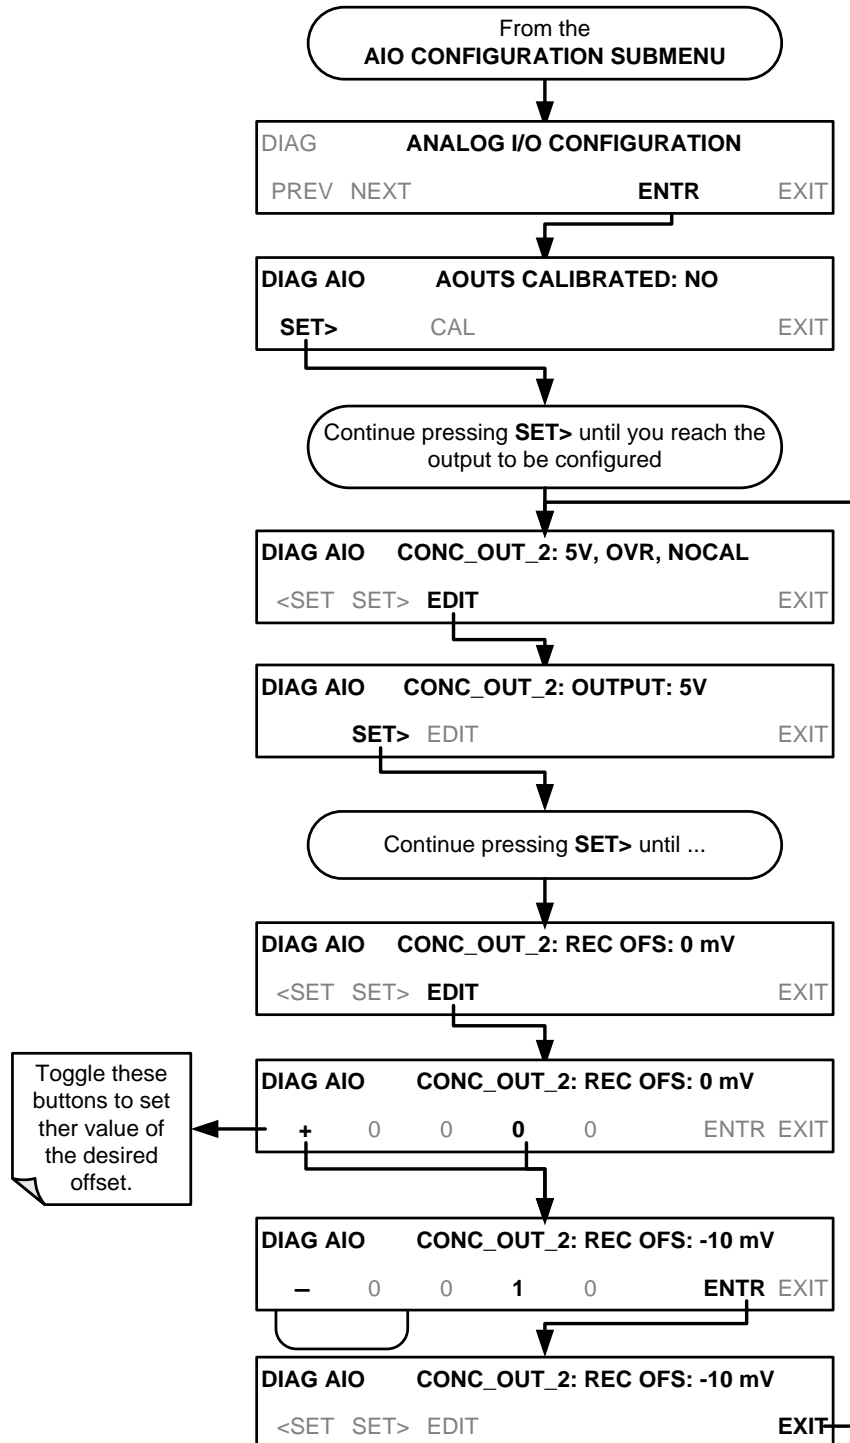 From the
AIO CONFIGURATION SUBMENU
DIAG ANALOG I/O CONFIGURATION
PREV NEXT ENTR EXIT
DIAG AIO AOUTS CALIBRATED: NO
SET> CAL EXIT
Continue pressing SET> until you reach the
output to be configured
DIAG AIO CONC_OUT_2: 5V, OVR, NOCAL
<SET SET> EDIT EXIT
DIAG AIO CONC_OUT_2: OUTPUT: 5V
SET> EDIT EXIT
Continue pressing SET> until ...
DIAG AIO CONC_OUT_2: REC OFS: 0 mV
<SET SET> EDIT EXIT
Toggle these
buttons to set
ther value of
the desired
offset.
DIAG AIO CONC_OUT_2: REC OFS: 0 mV
+ 0 0 0 0 ENTR EXIT
DIAG AIO CONC_OUT_2: REC OFS: -10 mV
– 0 0 1 0 ENTR EXIT
DIAG AIO CONC_OUT_2: REC OFS: -10 mV
<SET SET> EDIT EXIT